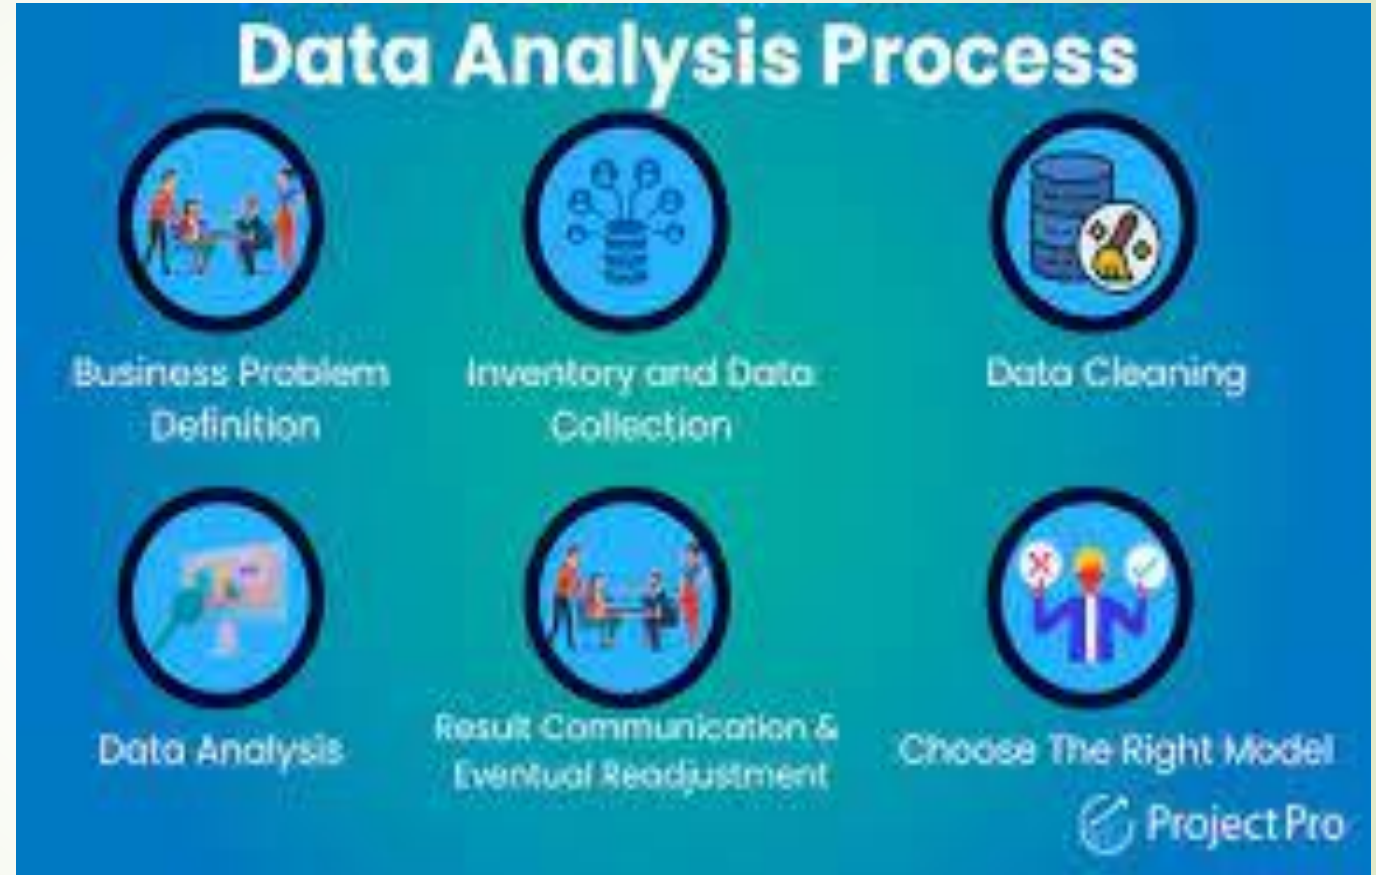 Data Analysis Process
Business Problem
Definition
Inventory and Data
Collection
Data Cleaning
Data Analysis
Result Communication &
Eventual Readjustment
Choose The Right Model
ProjectPro